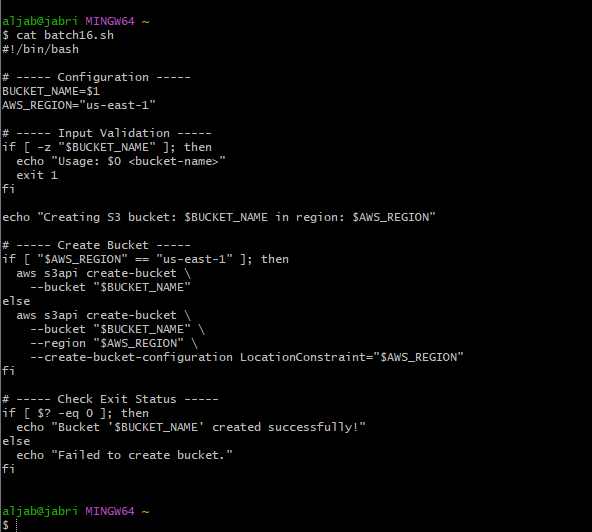 aljab@jabri MINGW64 ~
$ cat batch16.sh
#!/bin/bash

# ----- Configuration -----
BUCKET_NAME=$1
AWS_REGION="us-east-1"

# ----- Input Validation -----
if [ -z "$BUCKET_NAME" ]; then
  echo "Usage: $0 <bucket-name>"
  exit 1
fi

echo "Creating S3 bucket: $BUCKET_NAME in region: $AWS_REGION"

# ----- Create Bucket -----
if [ "$AWS_REGION" == "us-east-1" ]; then
  aws s3api create-bucket \
    --bucket "$BUCKET_NAME"
else
  aws s3api create-bucket \
    --bucket "$BUCKET_NAME" \
    --region "$AWS_REGION" \
    --create-bucket-configuration LocationConstraint="$AWS_REGION"
fi

# ----- Check Exit Status -----
if [ $? -eq 0 ]; then
  echo "Bucket '$BUCKET_NAME' created successfully!"
else
  echo "Failed to create bucket."
fi

aljab@jabri MINGW64 ~
$